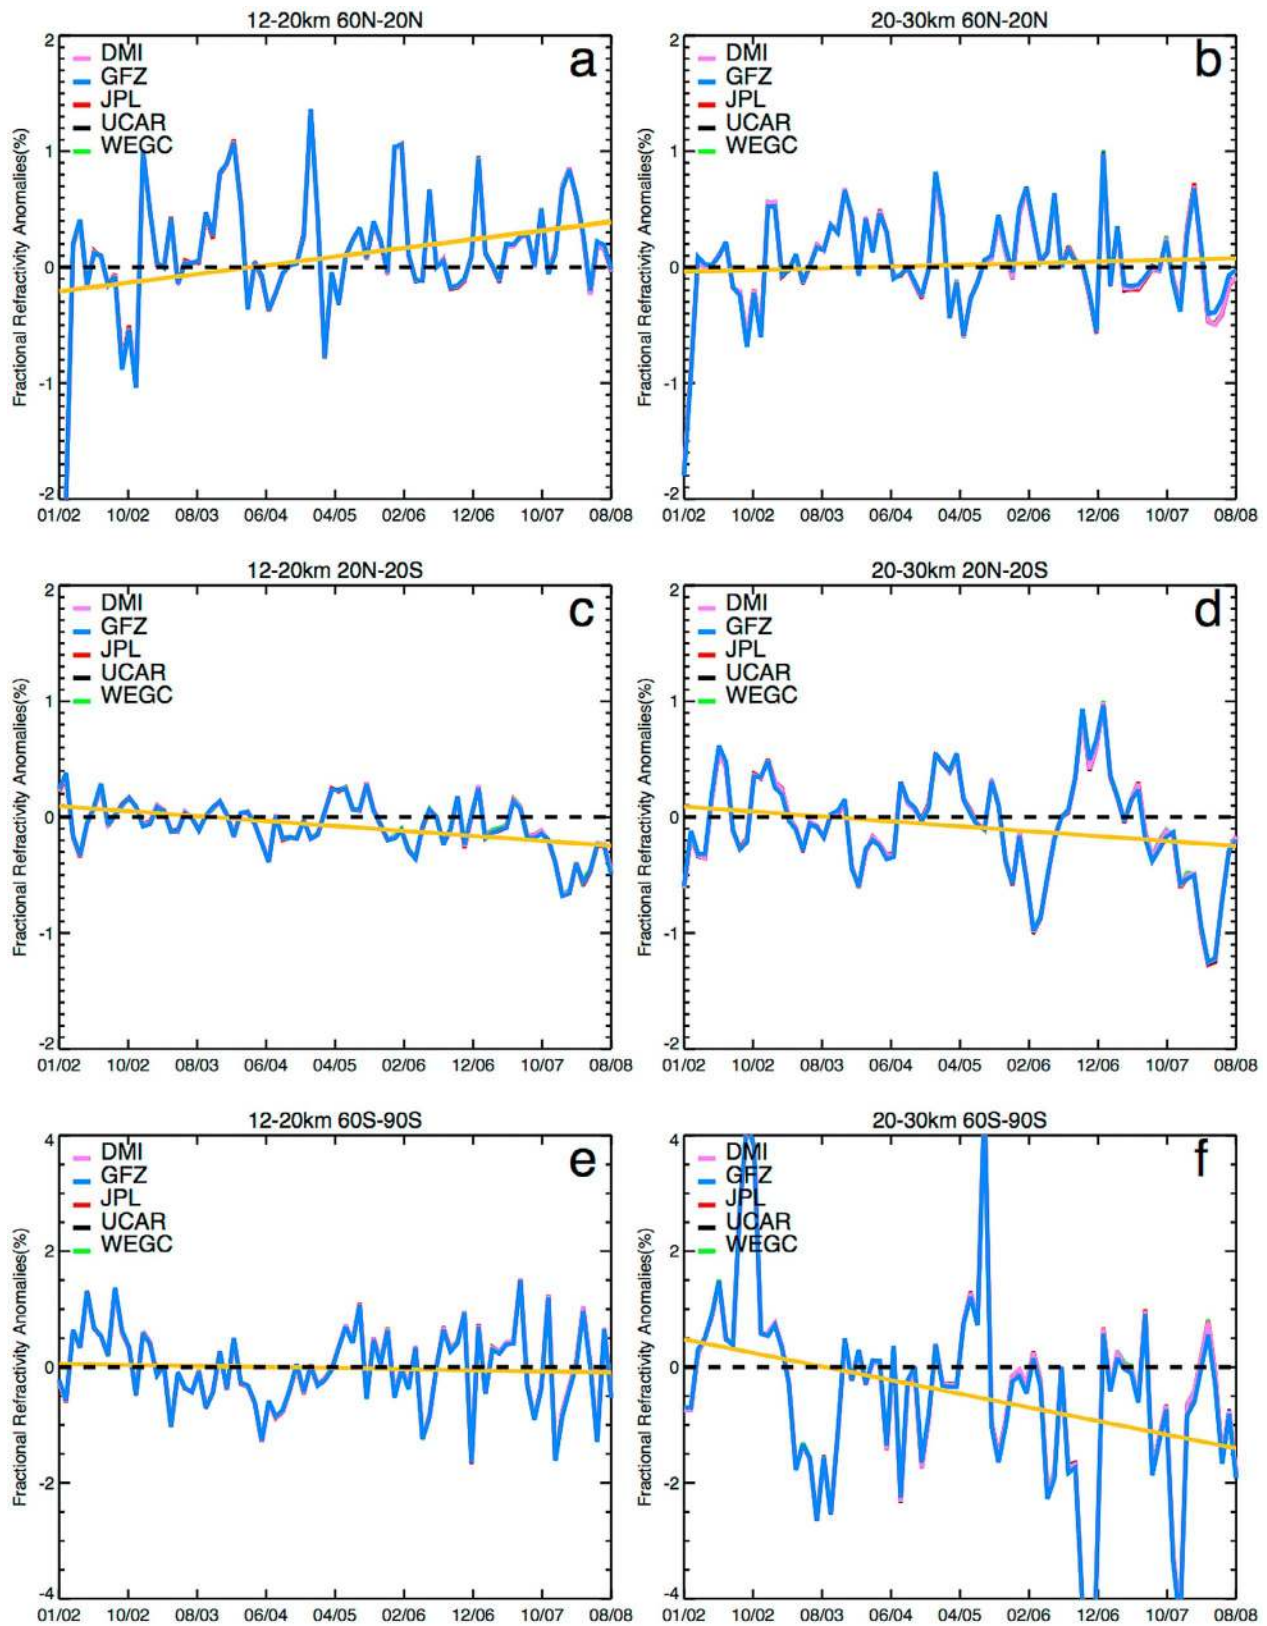 12-20km 60N-20N
a
DMI
GFZ
JPL
UCAR
WEGC
Fractional Refractivity Anomalies(%)
2
1
0
-1
-2
01/02 10/02 08/03 06/04 04/05 02/06 12/06 10/07 08/08
20-30km 60N-20N
b
DMI
GFZ
JPL
UCAR
WEGC
Fractional Refractivity Anomalies(%)
2
1
0
-1
-2
01/02 10/02 08/03 06/04 04/05 02/06 12/06 10/07 08/08
12-20km 20N-20S
c
DMI
GFZ
JPL
UCAR
WEGC
Fractional Refractivity Anomalies(%)
2
1
0
-1
-2
01/02 10/02 08/03 06/04 04/05 02/06 12/06 10/07 08/08
20-30km 20N-20S
d
DMI
GFZ
JPL
UCAR
WEGC
Fractional Refractivity Anomalies(%)
2
1
0
-1
-2
01/02 10/02 08/03 06/04 04/05 02/06 12/06 10/07 08/08
12-20km 60S-90S
e
DMI
GFZ
JPL
UCAR
WEGC
Fractional Refractivity Anomalies(%)
4
2
0
-2
-4
01/02 10/02 08/03 06/04 04/05 02/06 12/06 10/07 08/08
20-30km 60S-90S
f
DMI
GFZ
JPL
UCAR
WEGC
Fractional Refractivity Anomalies(%)
4
2
0
-2
-4
01/02 10/02 08/03 06/04 04/05 02/06 12/06 10/07 08/08